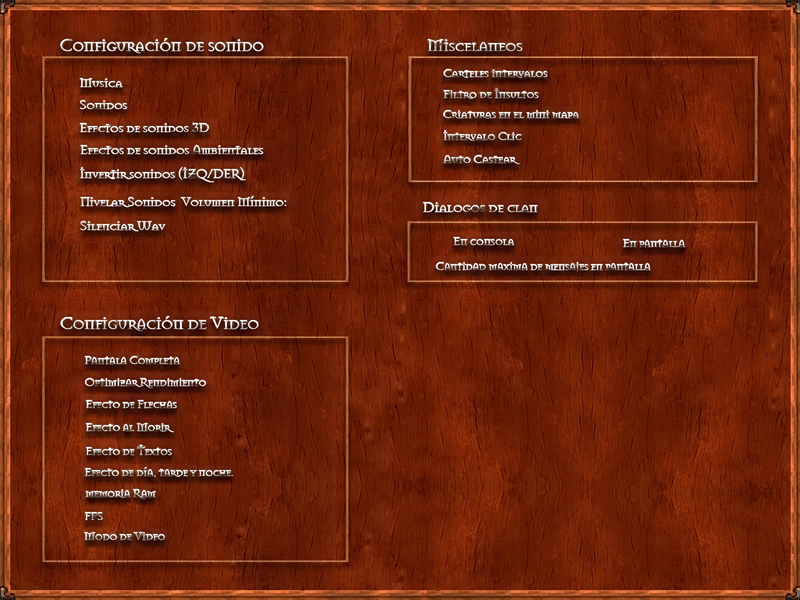 Configuración de sonido
Musica
Sonidos
Efectos de sonidos 3D
Efectos de sonidos Ambientales
Invertir sonidos (IZQ/DER)
Nivelar Sonidos Volumen Mínimo:
Silenciar Wav
Configuración de Video
Pantala Completa
Optimizar Rendimiento
Efecto de Flechas
Efecto al Morir
Efecto de Textos
Efecto de día, tarde y noche.
memoria Ram
FPS
Modo de Video
Miscelaneos
Carteles Intervalos
Filtro de Insultos
Criaturas en el mini mapa
Intervalo Clic
Auto Castear
Dialogos de clan
En consola
En pantalla
Cantidad maxima de mensajes en pantalla